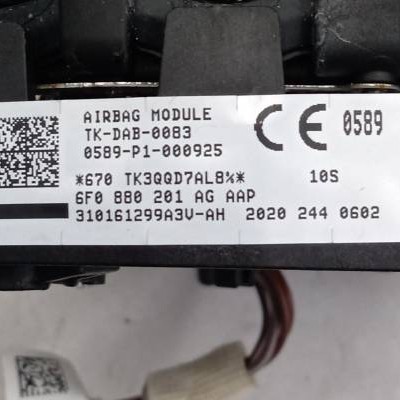 AIRBAG MODULE
TK-DAB-0083
0589-P1-000925
CE 0589
*670 TK3QQD7AL8%* 10S
6F0 880 201 AG AAP
310161299A3V-AH 2020 244 0602